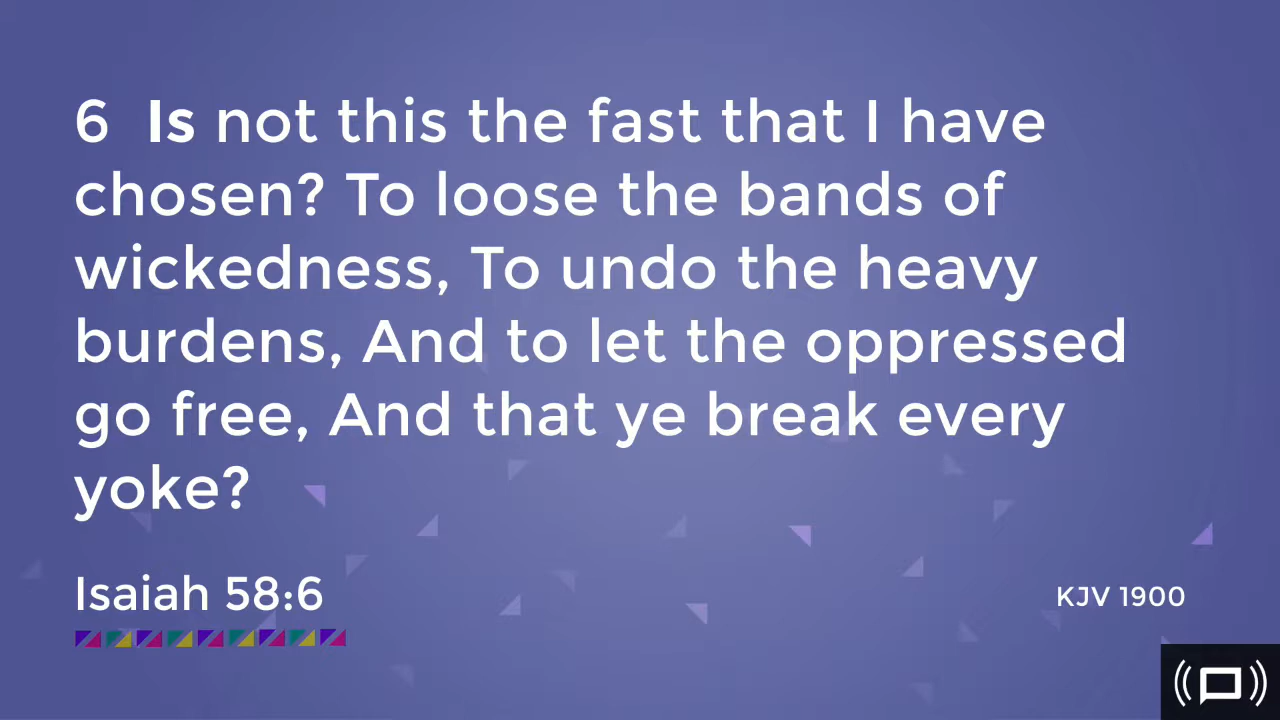 6 Is not this the fast that I have
chosen? To loose the bands of
wickedness, To undo the heavy
burdens, And to let the oppressed
go free, And that ye break every
yoke?
Isaiah 58:6
KJV 1900